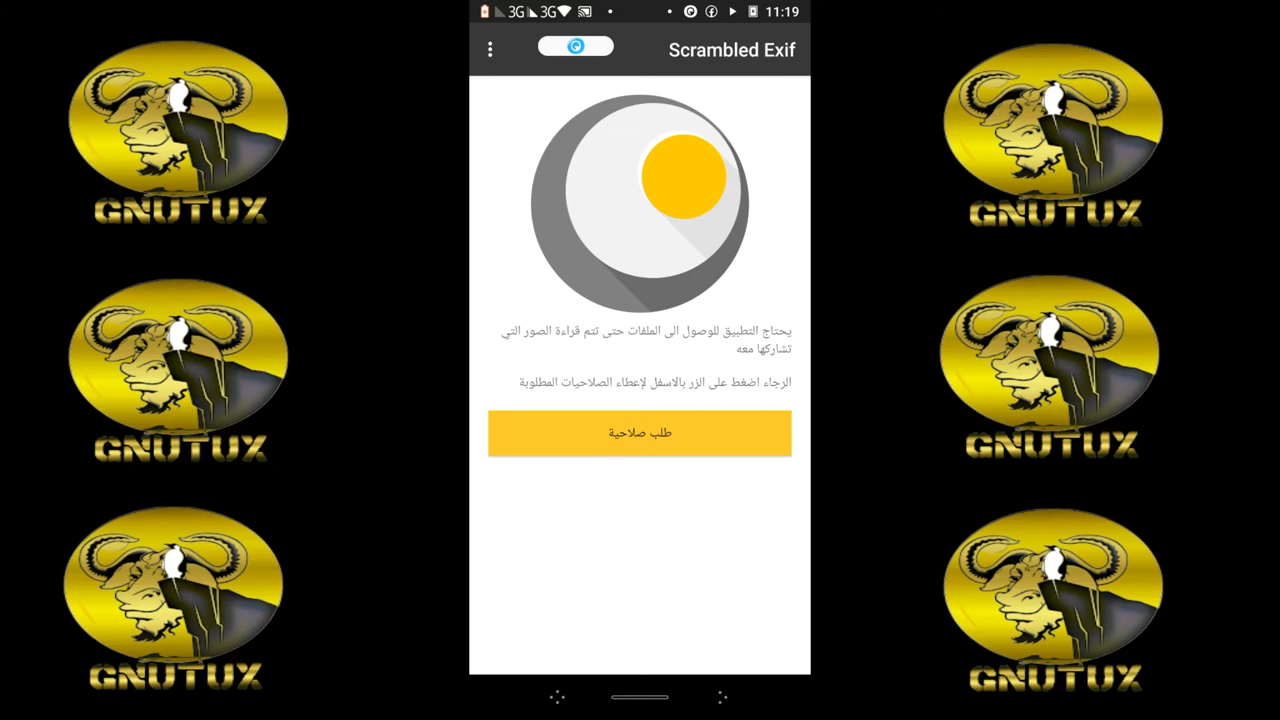 3G 3G 11:19
Scrambled Exif
يحتاج التطبيق للوصول الى الملفات حتى تتم قراءة الصور التي
تشاركها معه
الرجاء اضغط على الزر بالاسفل لإعطاء الصلاحيات المطلوبة
طلب صلاحية
GNUTUX
GNUTUX
GNUTUX
GNUTUX
GNUTUX
GNUTUX